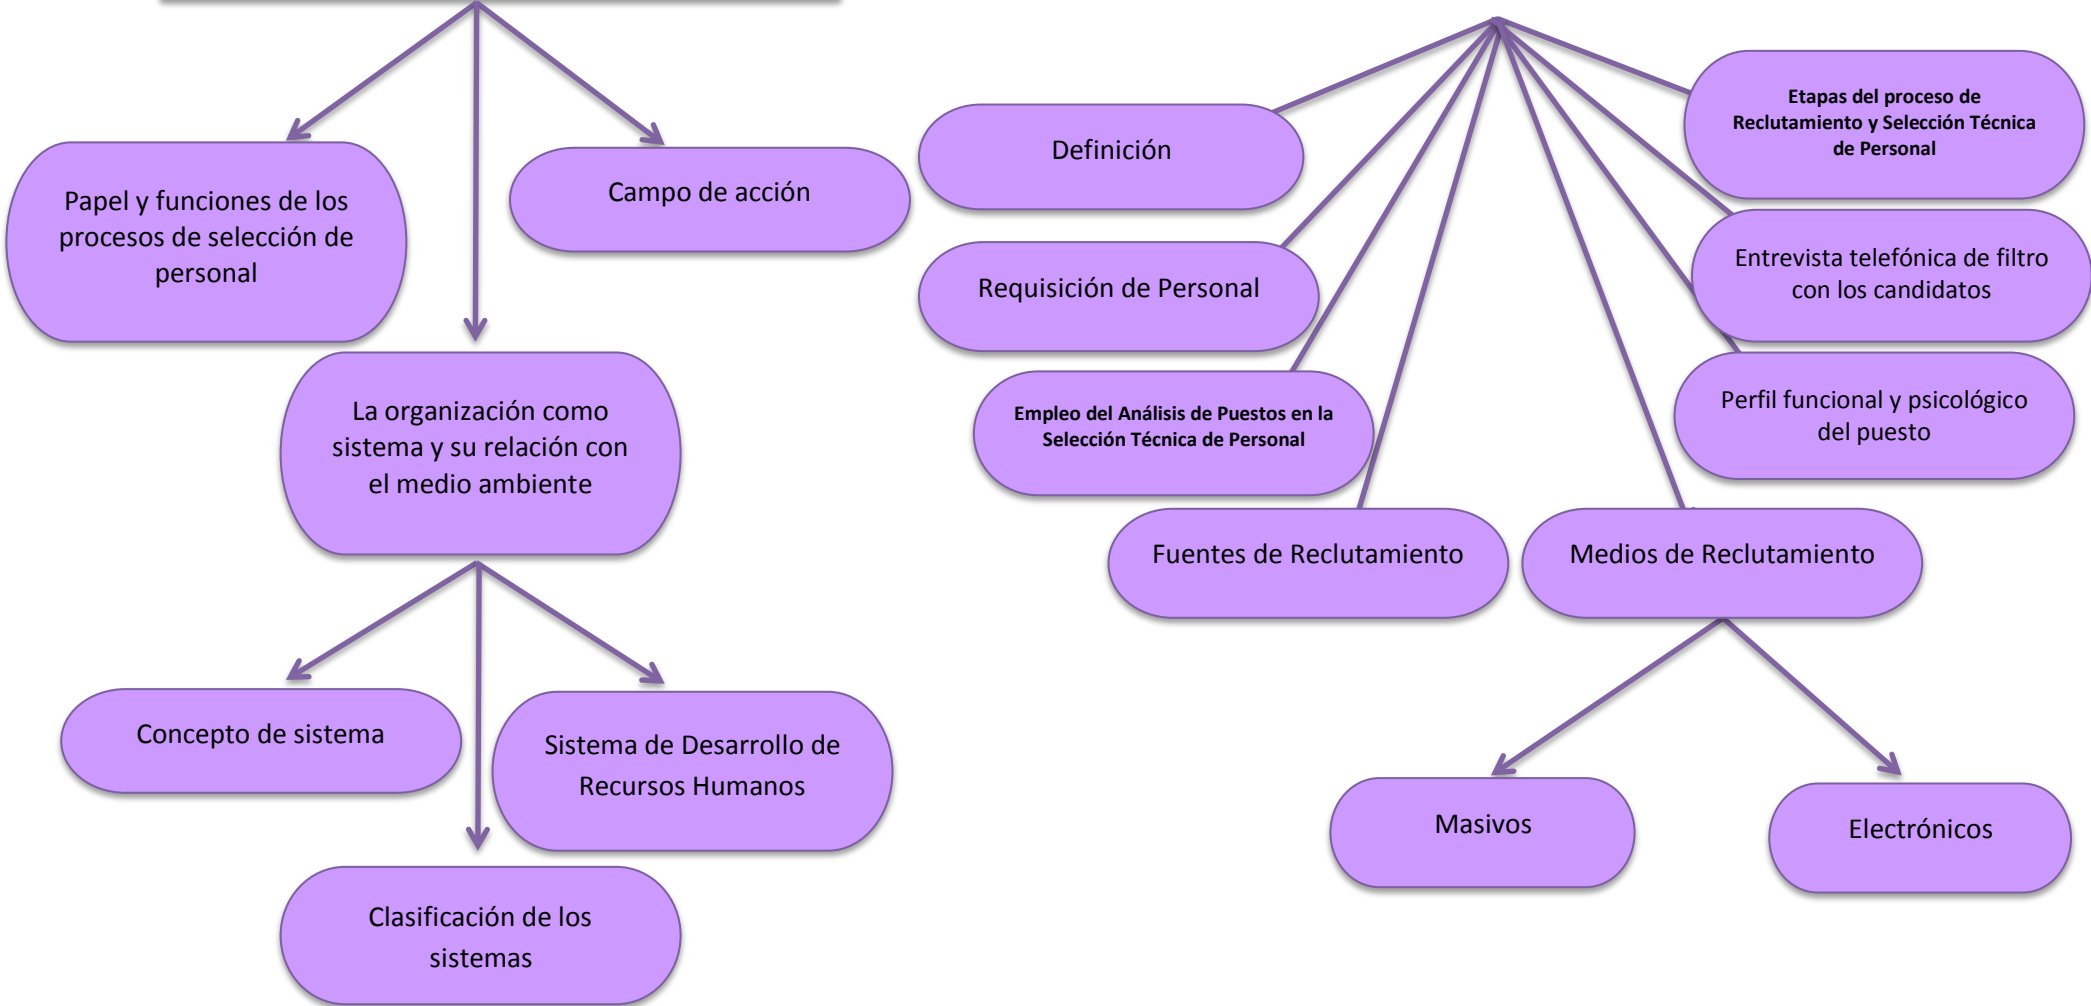 Papel y funciones de los
procesos de selección de
personal
Campo de acción
La organización como
sistema y su relación con
el medio ambiente
Concepto de sistema
Sistema de Desarrollo de
Recursos Humanos
Clasificación de los
sistemas
Definición
Requisición de Personal
Empleo del Análisis de Puestos en la
Selección Técnica de Personal
Fuentes de Reclutamiento
Medios de Reclutamiento
Etapas del proceso de
Reclutamiento y Selección Técnica
de Personal
Entrevista telefónica de filtro
con los candidatos
Perfil funcional y psicológico
del puesto
Masivos
Electrónicos